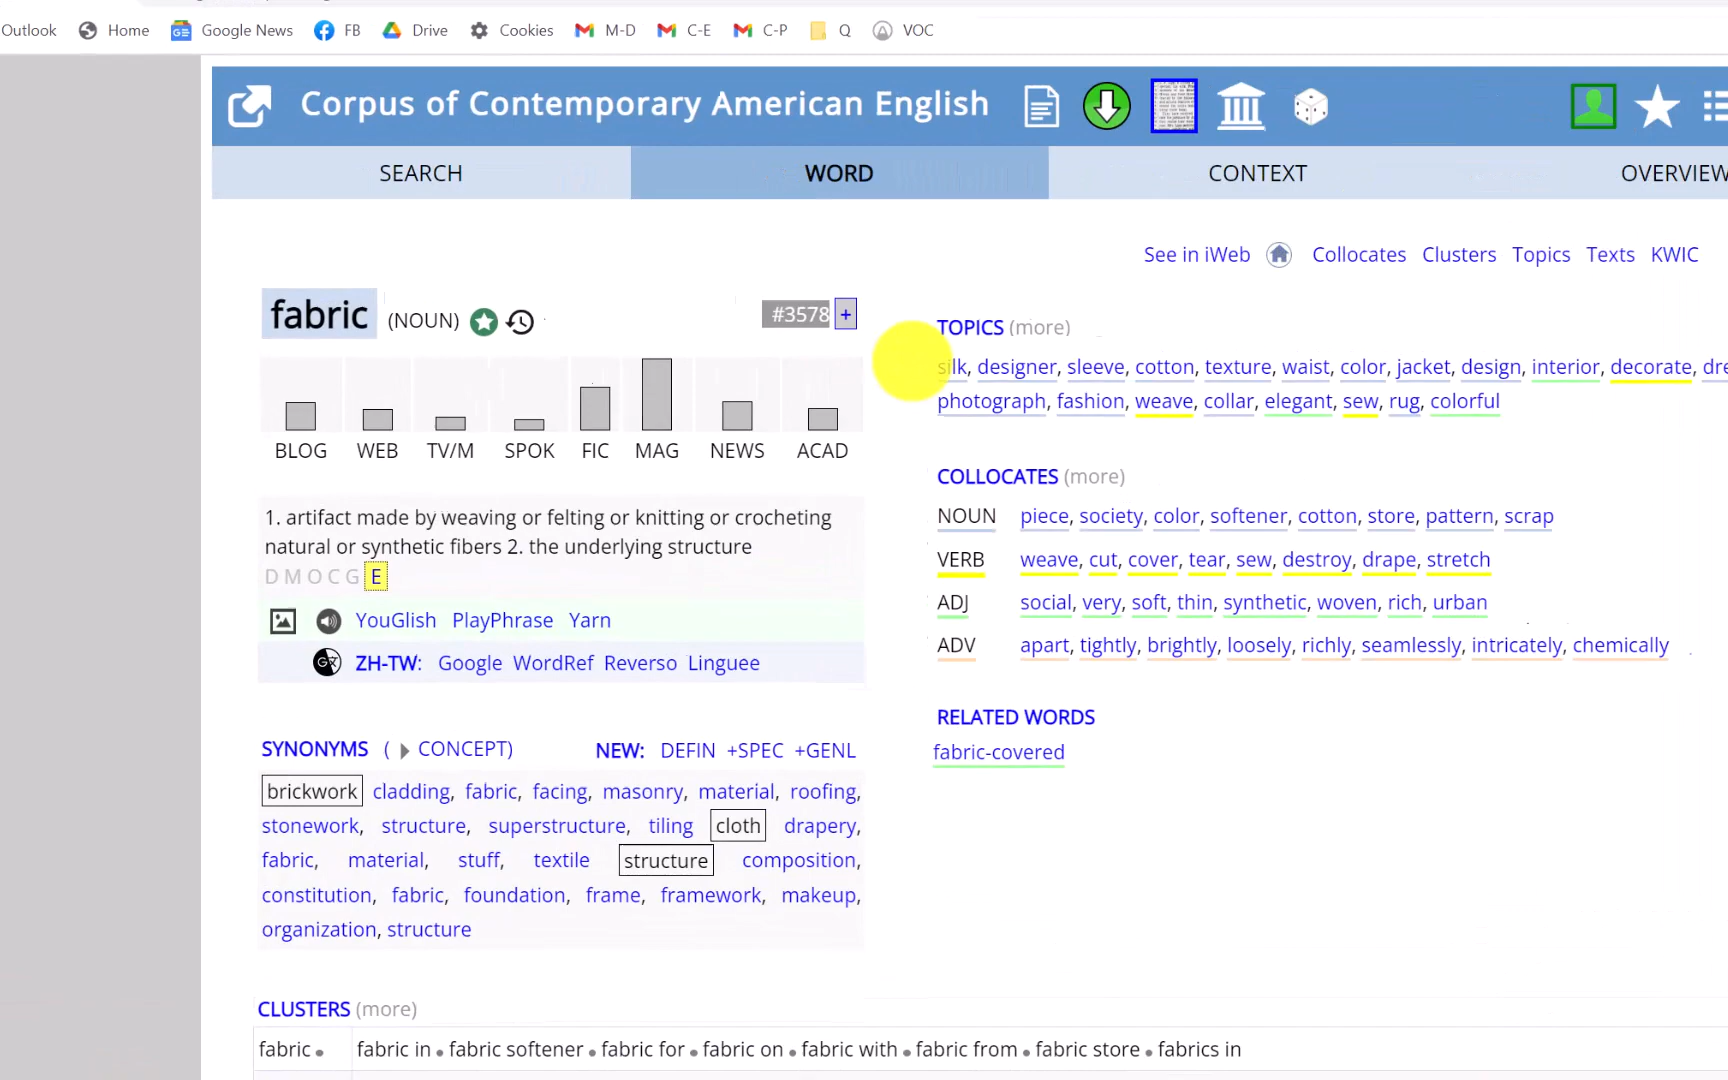 Outlook Home Google News FB Drive Cookies M-D C-E C-P Q VOC
Corpus of Contemporary American English
SEARCH WORD CONTEXT OVERVIEW
See in iWeb Collocates Clusters Topics Texts KWIC
fabric (NOUN) #3578 +
BLOG WEB TV/M SPOK FIC MAG NEWS ACAD
1. artifact made by weaving or felting or knitting or crocheting
natural or synthetic fibers 2. the underlying structure
D M O C G E
YouGlish PlayPhrase Yarn
ZH-TW: Google WordRef Reverso Linguee
SYNONYMS ( CONCEPT) NEW: DEFIN +SPEC +GENL
brickwork cladding, fabric, facing, masonry, material, roofing,
stonework, structure, superstructure, tiling cloth drapery,
fabric, material, stuff, textile structure composition,
constitution, fabric, foundation, frame, framework, makeup,
organization, structure
TOPICS (more)
silk, designer, sleeve, cotton, texture, waist, color, jacket, design, interior, decorate, dre
photograph, fashion, weave, collar, elegant, sew, rug, colorful
COLLOCATES (more)
NOUN piece, society, color, softener, cotton, store, pattern, scrap
VERB weave, cut, cover, tear, sew, destroy, drape, stretch
ADJ social, very, soft, thin, synthetic, woven, rich, urban
ADV apart, tightly, brightly, loosely, richly, seamlessly, intricately, chemically
RELATED WORDS
fabric-covered
CLUSTERS (more)
fabric • fabric in • fabric softener • fabric for • fabric on • fabric with • fabric from • fabric store • fabrics in